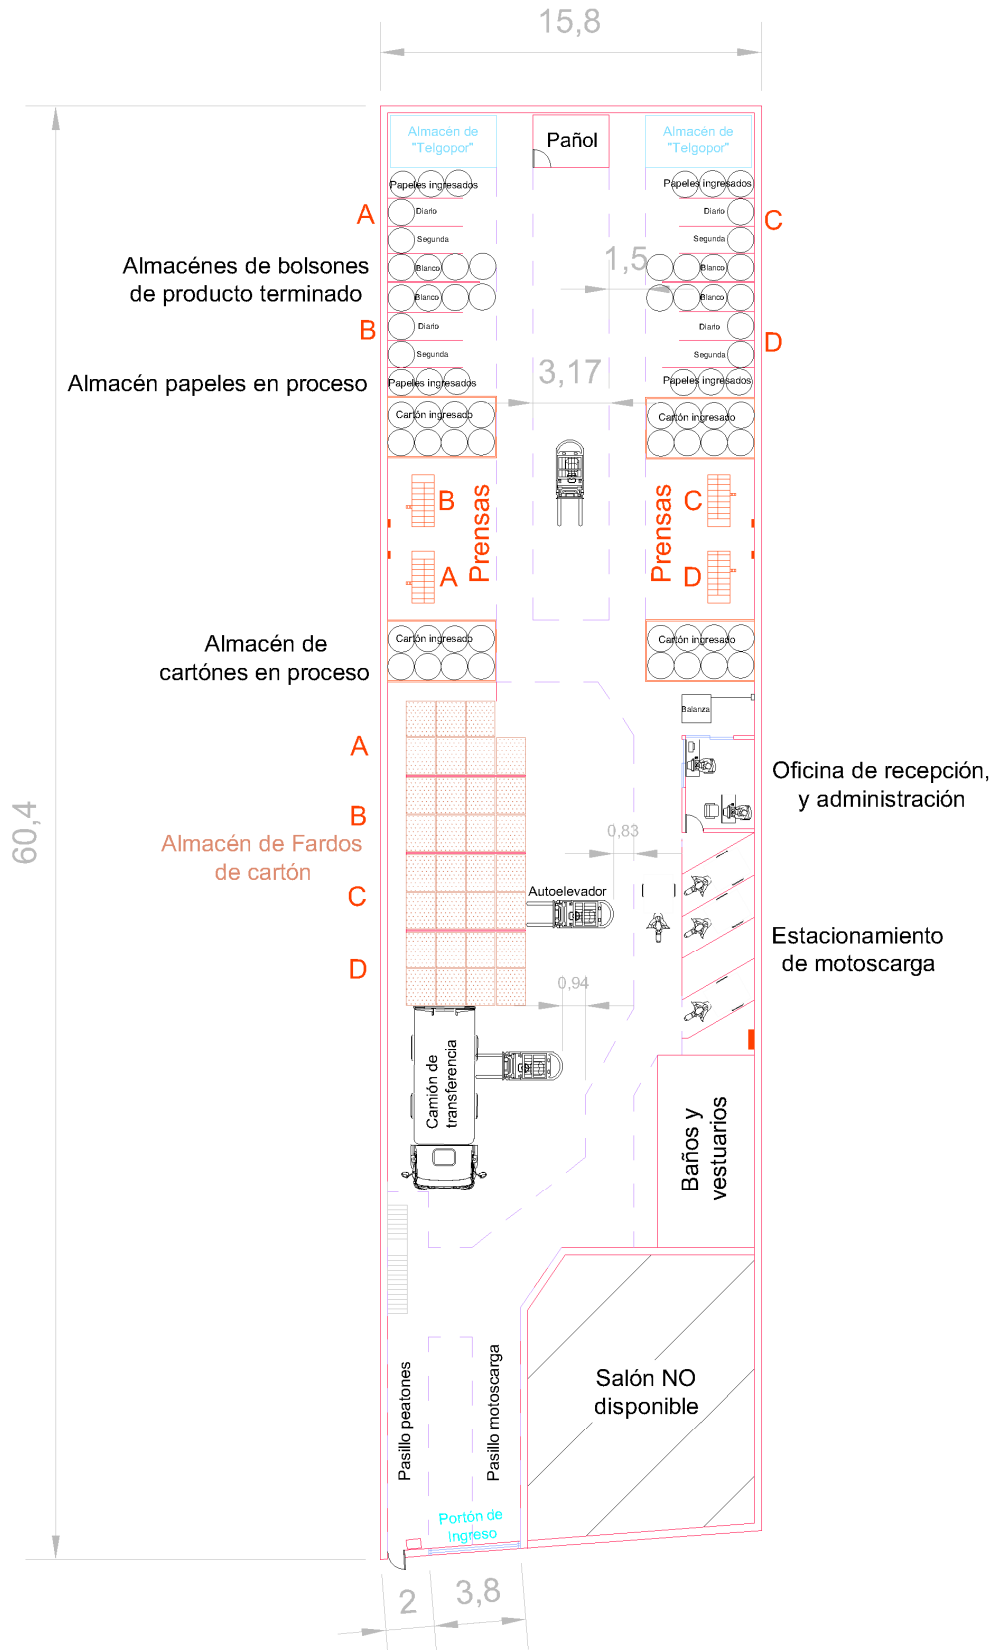 15,8
Almacén de
"Telgopor"
Pañol
Almacén de
"Telgopor"
Papeles ingresados
Papeles ingresados
A
Diario
Diario
C
Segunda
Segunda
Almacénes de bolsones
de producto terminado
Blanco
1,5
Blanco
Blanco
Blanco
B
Diario
Diario
D
Segunda
Segunda
Almacén papeles en proceso
Papeles ingresados
3,17
Papeles ingresados
Cartón ingresado
Cartón ingresado
B
Prensas
Prensas
C
A
D
Almacén de
cartónes en proceso
Cartón ingresado
Cartón ingresado
Balanza
A
Oficina de recepción,
y administración
B
60,4
Almacén de Fardos
de cartón
0,83
C
Autoelevador
Estacionamiento
de motoscarga
D
0,94
Camión de
transferencia
Baños y
vestuarios
Pasillo peatones
Pasillo motoscarga
Salón NO
disponible
Portón de
Ingreso
2
3,8